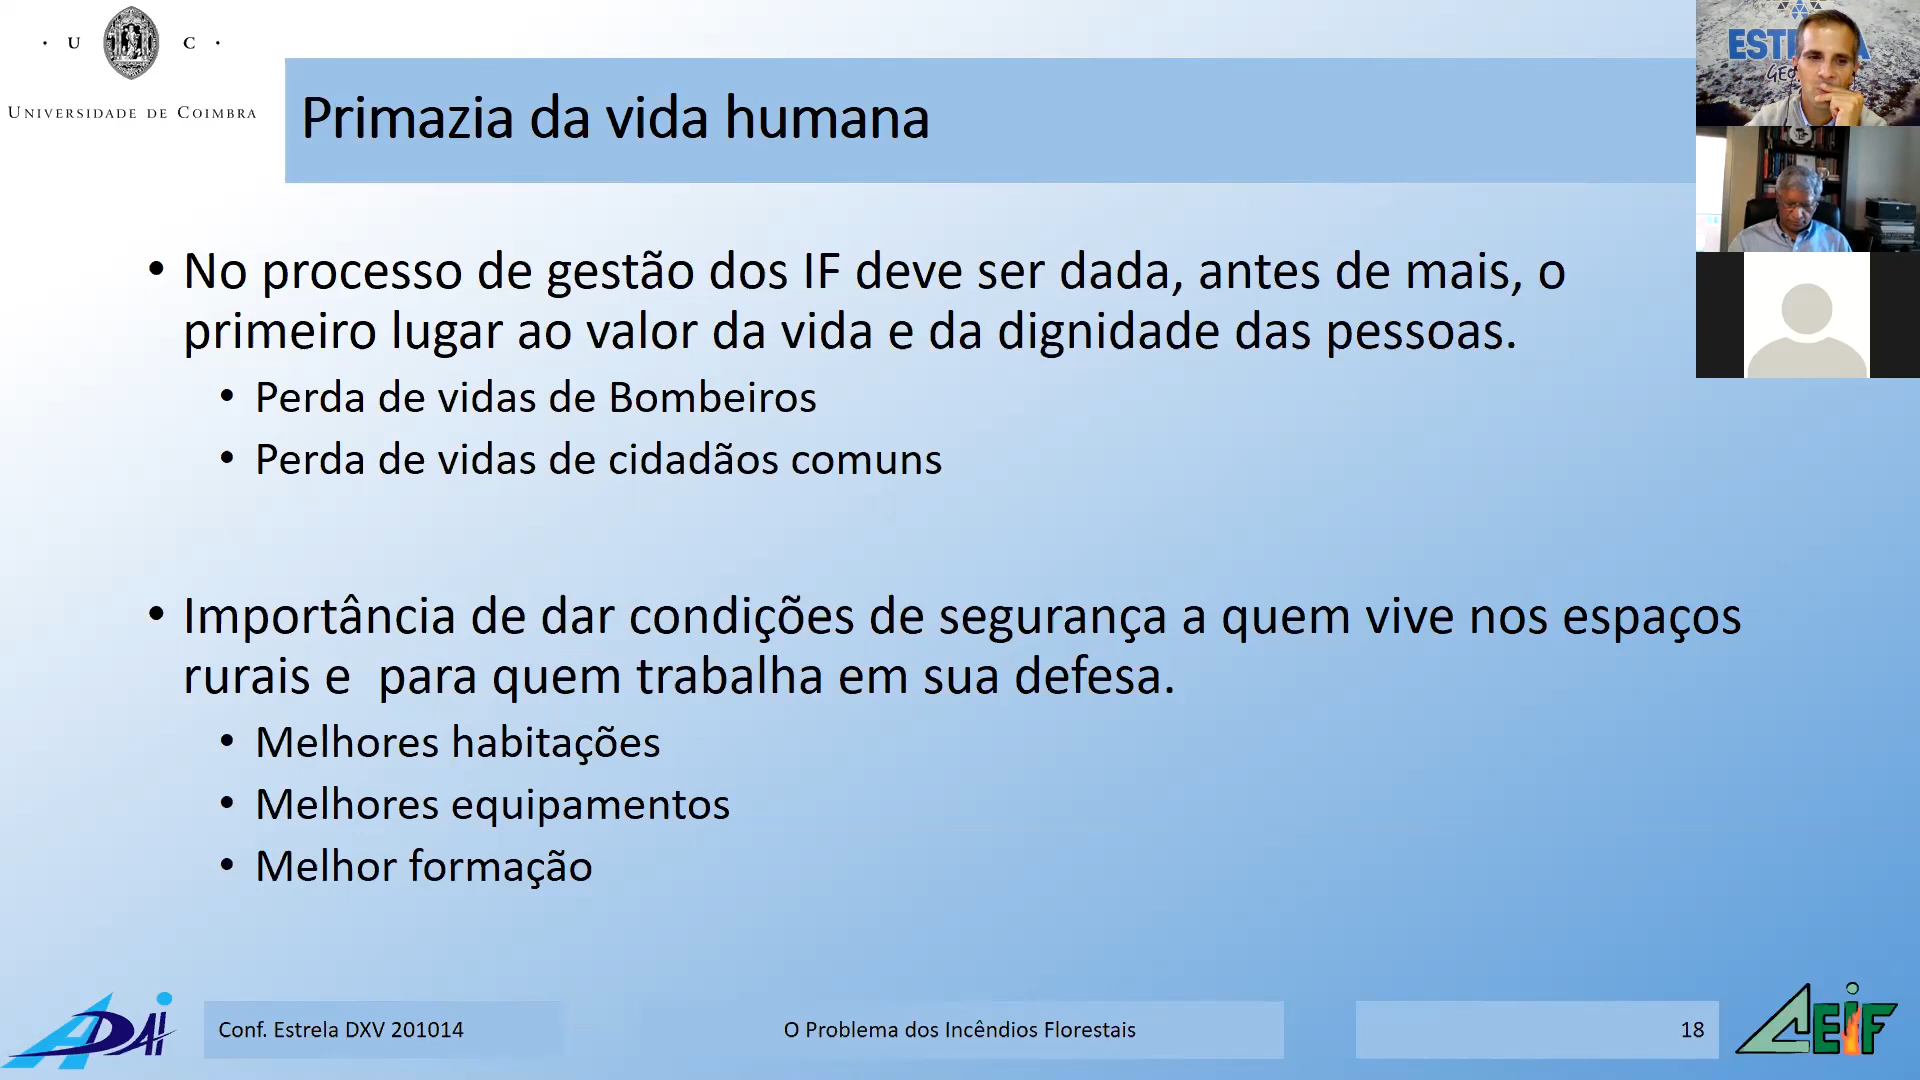 · U C ·
UNIVERSIDADE DE COIMBRA
Primazia da vida humana
• No processo de gestão dos IF deve ser dada, antes de mais, o
primeiro lugar ao valor da vida e da dignidade das pessoas.
• Perda de vidas de Bombeiros
• Perda de vidas de cidadãos comuns
• Importância de dar condições de segurança a quem vive nos espaços
rurais e  para quem trabalha em sua defesa.
• Melhores habitações
• Melhores equipamentos
• Melhor formação
ADAI
Conf. Estrela DXV 201014
O Problema dos Incêndios Florestais
18
CEIF